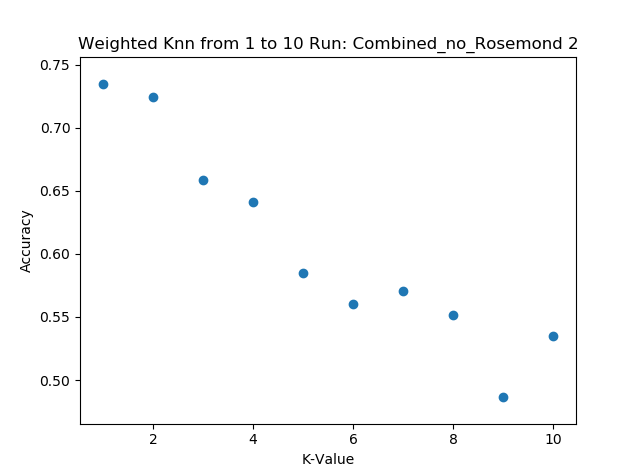 Weighted Knn from 1 to 10 Run: Combined_no_Rosemond 2
0.75
0.70
0.65
0.60
0.55
0.50
Accuracy
2 4 6 8 10
K-Value